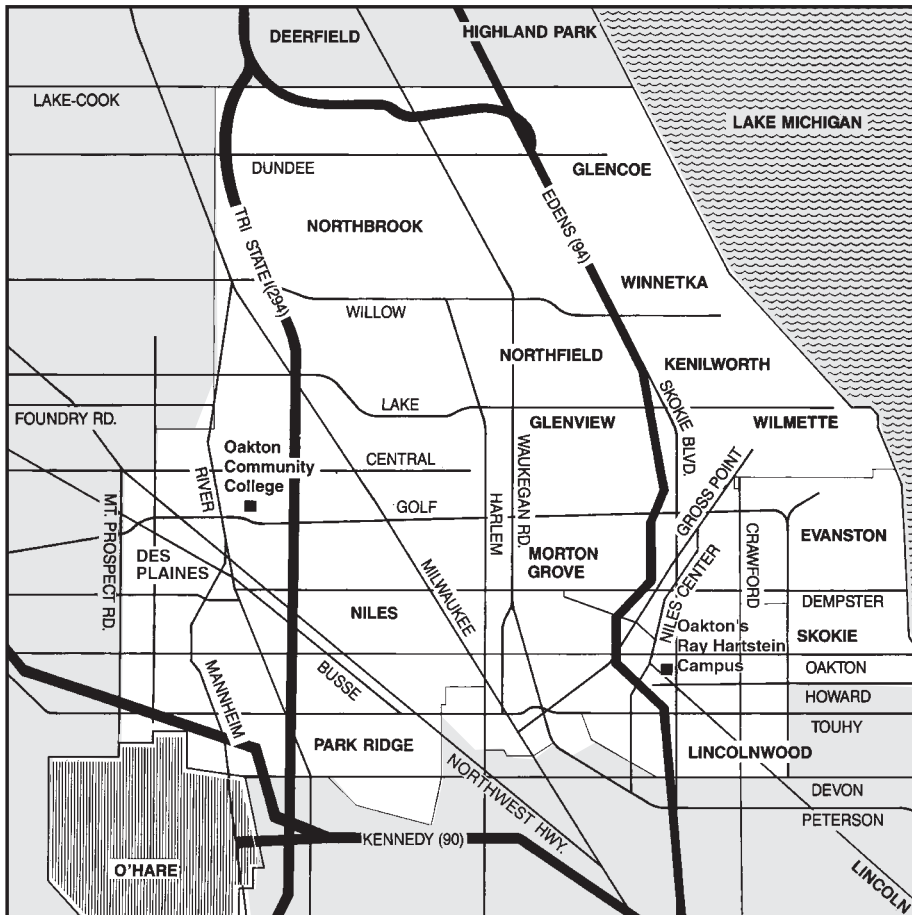 DEERFIELD
HIGHLAND PARK
LAKE-COOK
LAKE MICHIGAN
DUNDEE
GLENCOE
EDENS (94)
TRI STATE I(294)
NORTHBROOK
WINNETKA
WILLOW
NORTHFIELD
KENILWORTH
SKOKIE BLVD.
LAKE
FOUNDRY RD.
GLENVIEW
WILMETTE
Oakton
Community
College
CENTRAL
RIVER
WAUKEGAN RD.
GROSS POINT
HARLEM
GOLF
MT. PROSPECT RD.
CRAWFORD
EVANSTON
DES
PLAINES
MORTON
GROVE
MILWAUKEE
NILES CENTER
NILES
DEMPSTER
Oakton's
Ray Hartstein
Campus
SKOKIE
OAKTON
MANNHEIM
BUSSE
HOWARD
TOUHY
PARK RIDGE
LINCOLNWOOD
NORTHWEST HWY.
DEVON
PETERSON
KENNEDY (90)
O'HARE
LINCOLN